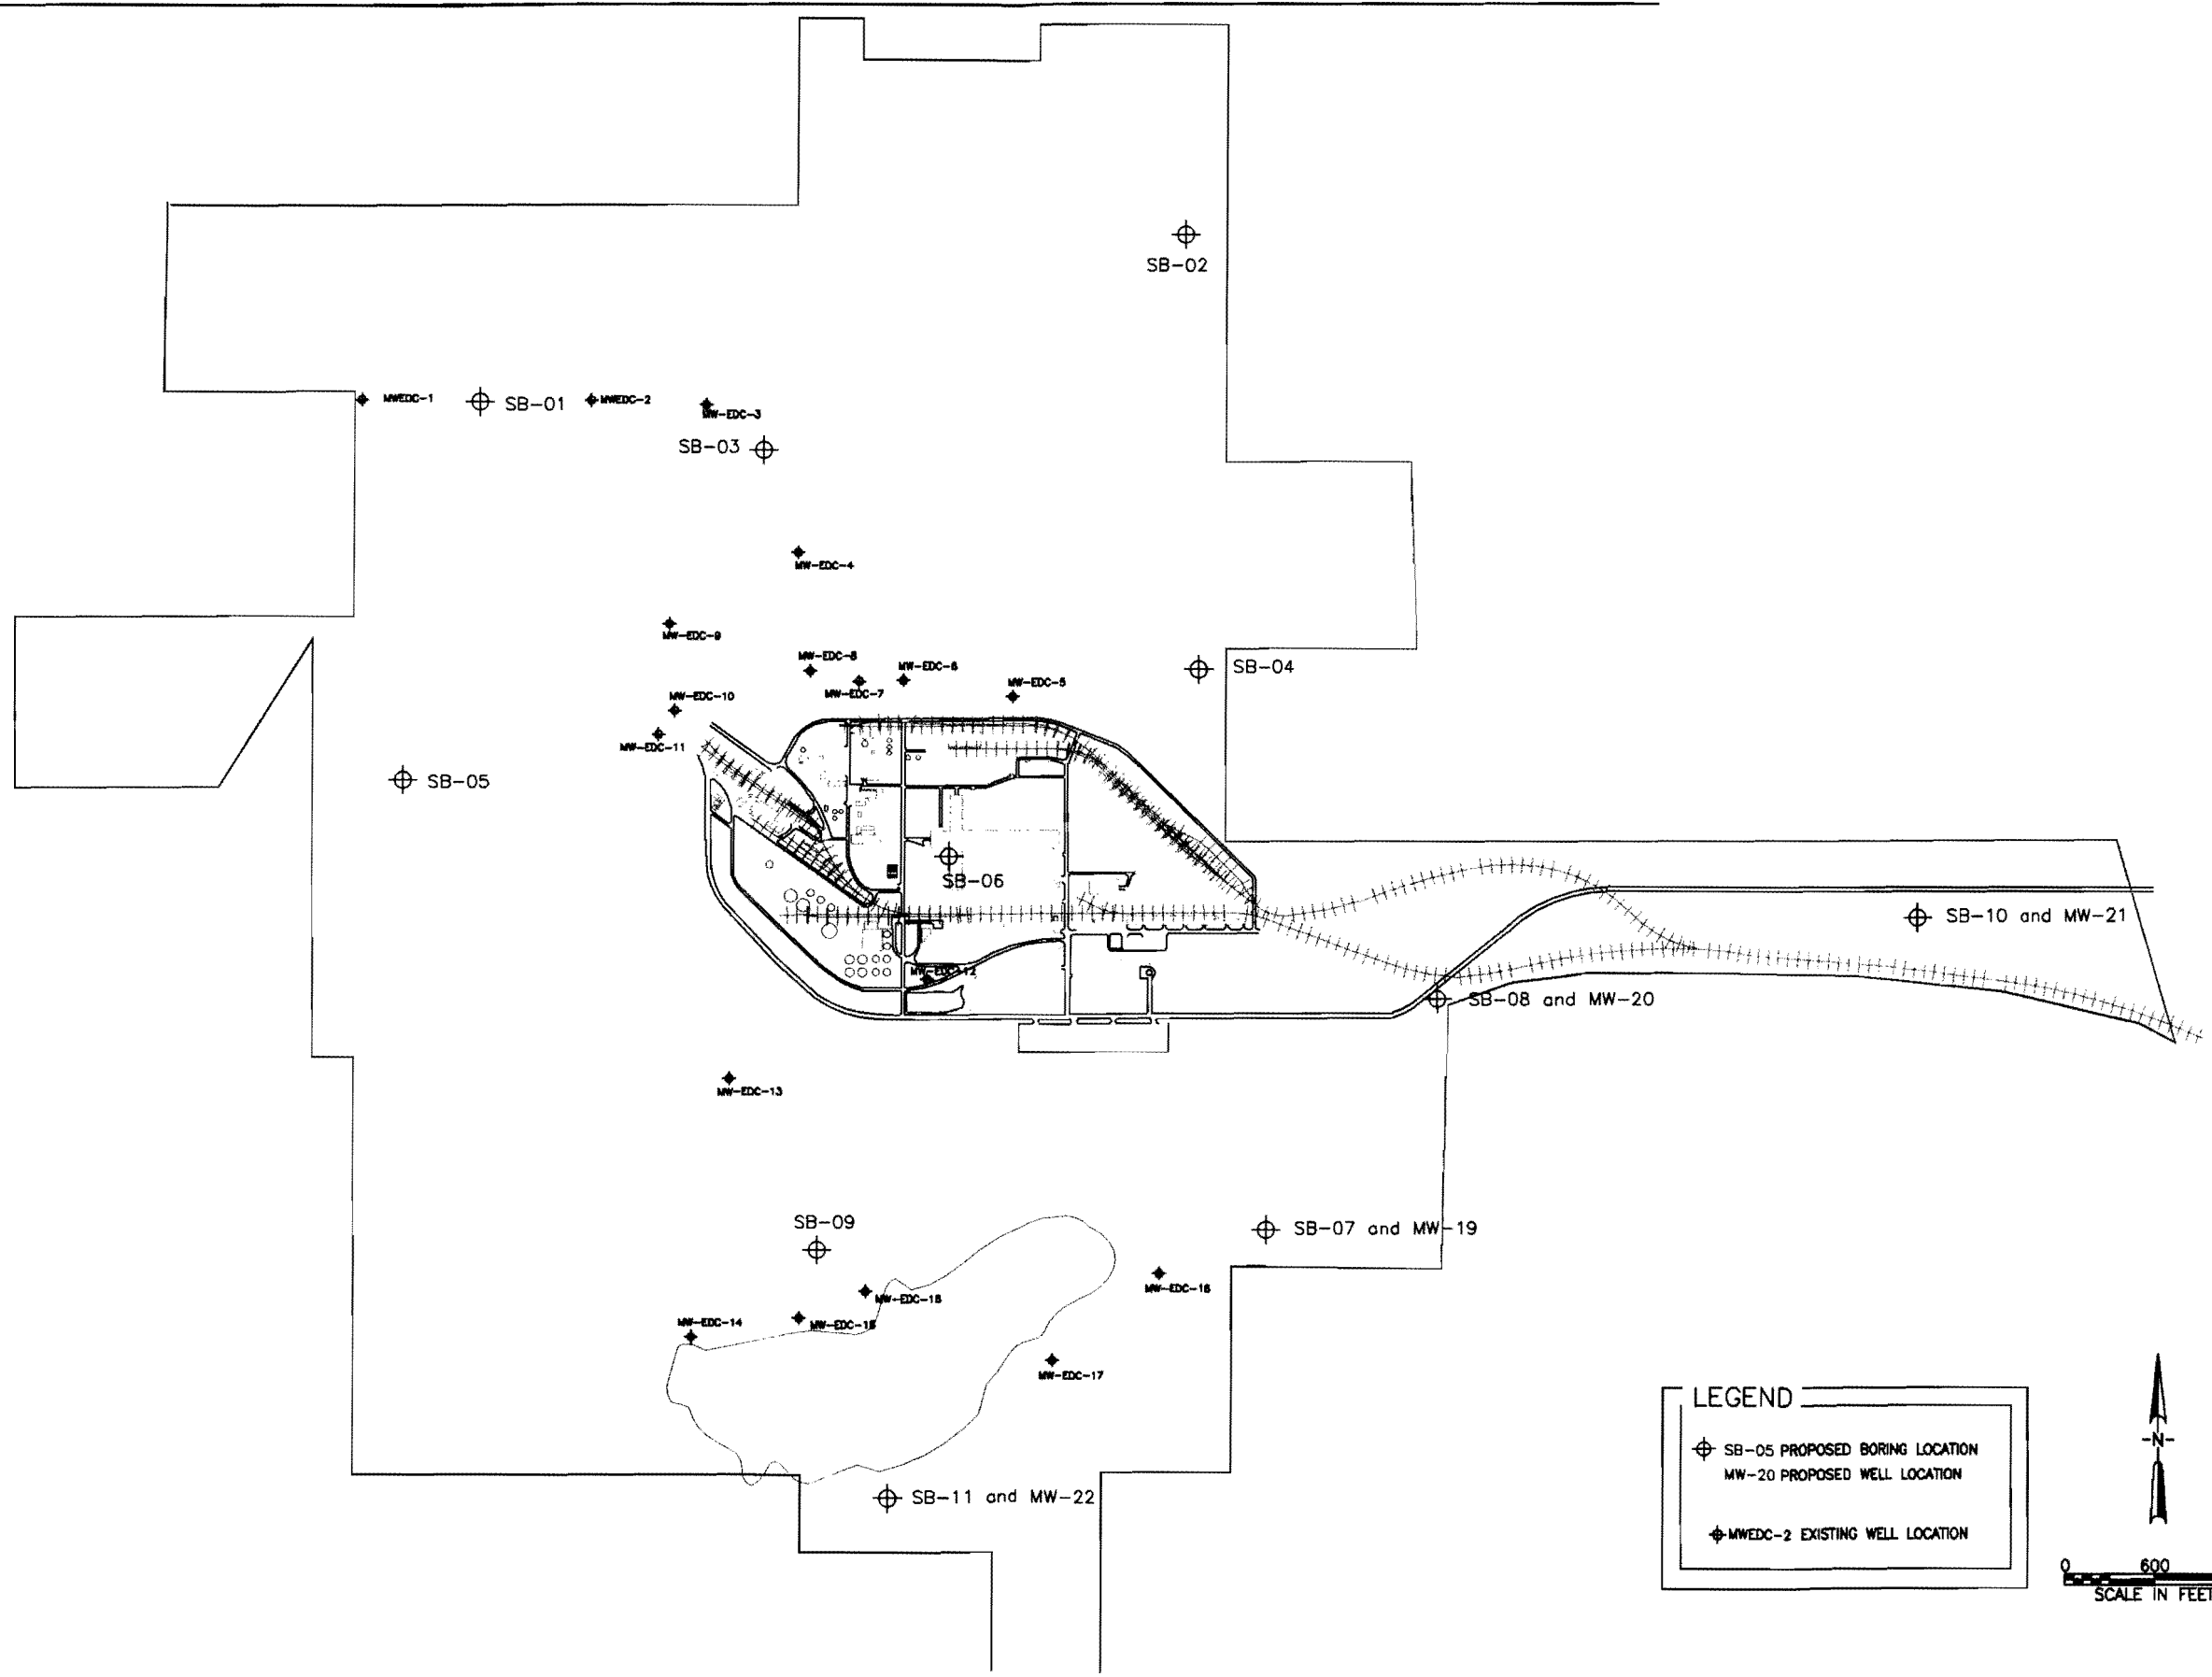 SB-02
MWEDC-1
SB-01
MWEDC-2
MW-EDC-3
SB-03
MW-EDC-4
MW-EDC-9
MW-EDC-8
MW-EDC-6
SB-04
MW-EDC-7
MW-EDC-5
MW-EDC-10
MW-EDC-11
SB-05
SB-06
SB-10 and MW-21
MW-EDC-12
SB-08 and MW-20
MW-EDC-13
SB-09
SB-07 and MW-19
MW-EDC-14
MW-EDC-17
SB-11 and MW-22
LEGEND
SB-05 PROPOSED BORING LOCATION
MW-20 PROPOSED WELL LOCATION
MWEDC-2 EXISTING WELL LOCATION
-N-
0 600
SCALE IN FEET